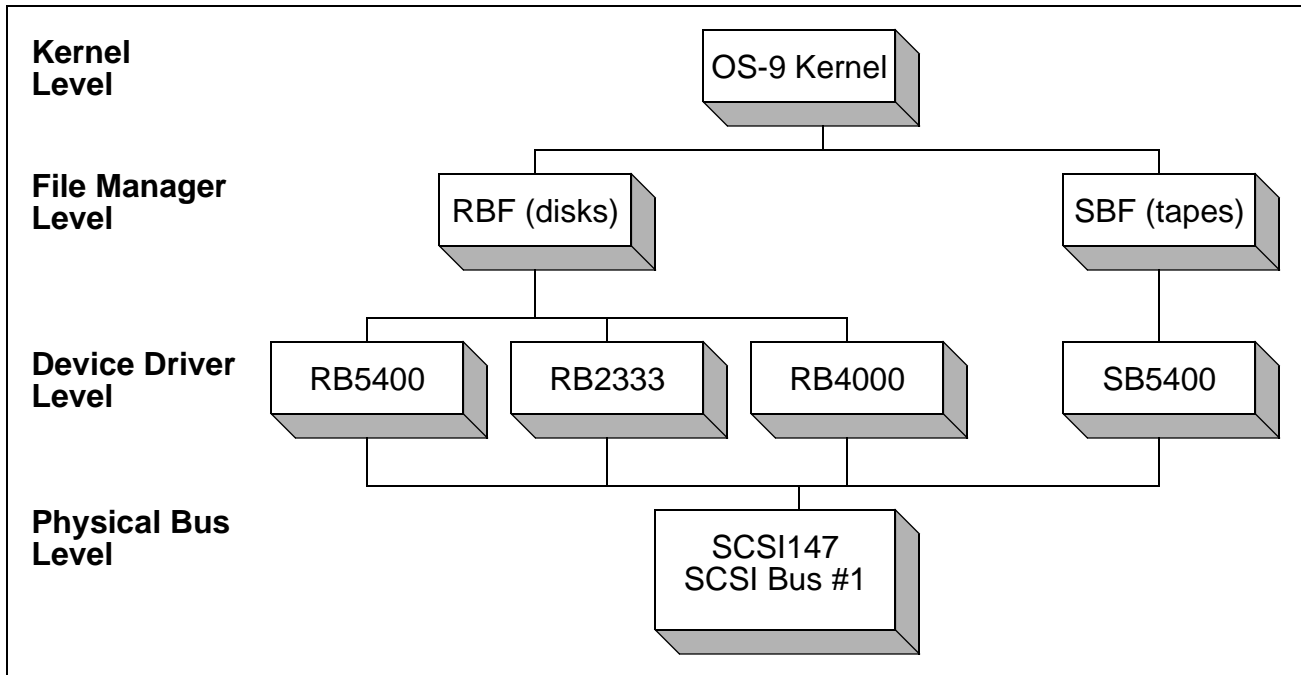 Kernel
Level
OS-9 Kernel
File Manager
Level
RBF (disks)
SBF (tapes)
Device Driver
Level
RB5400
RB2333
RB4000
SB5400
Physical Bus
Level
SCSI147
SCSI Bus #1